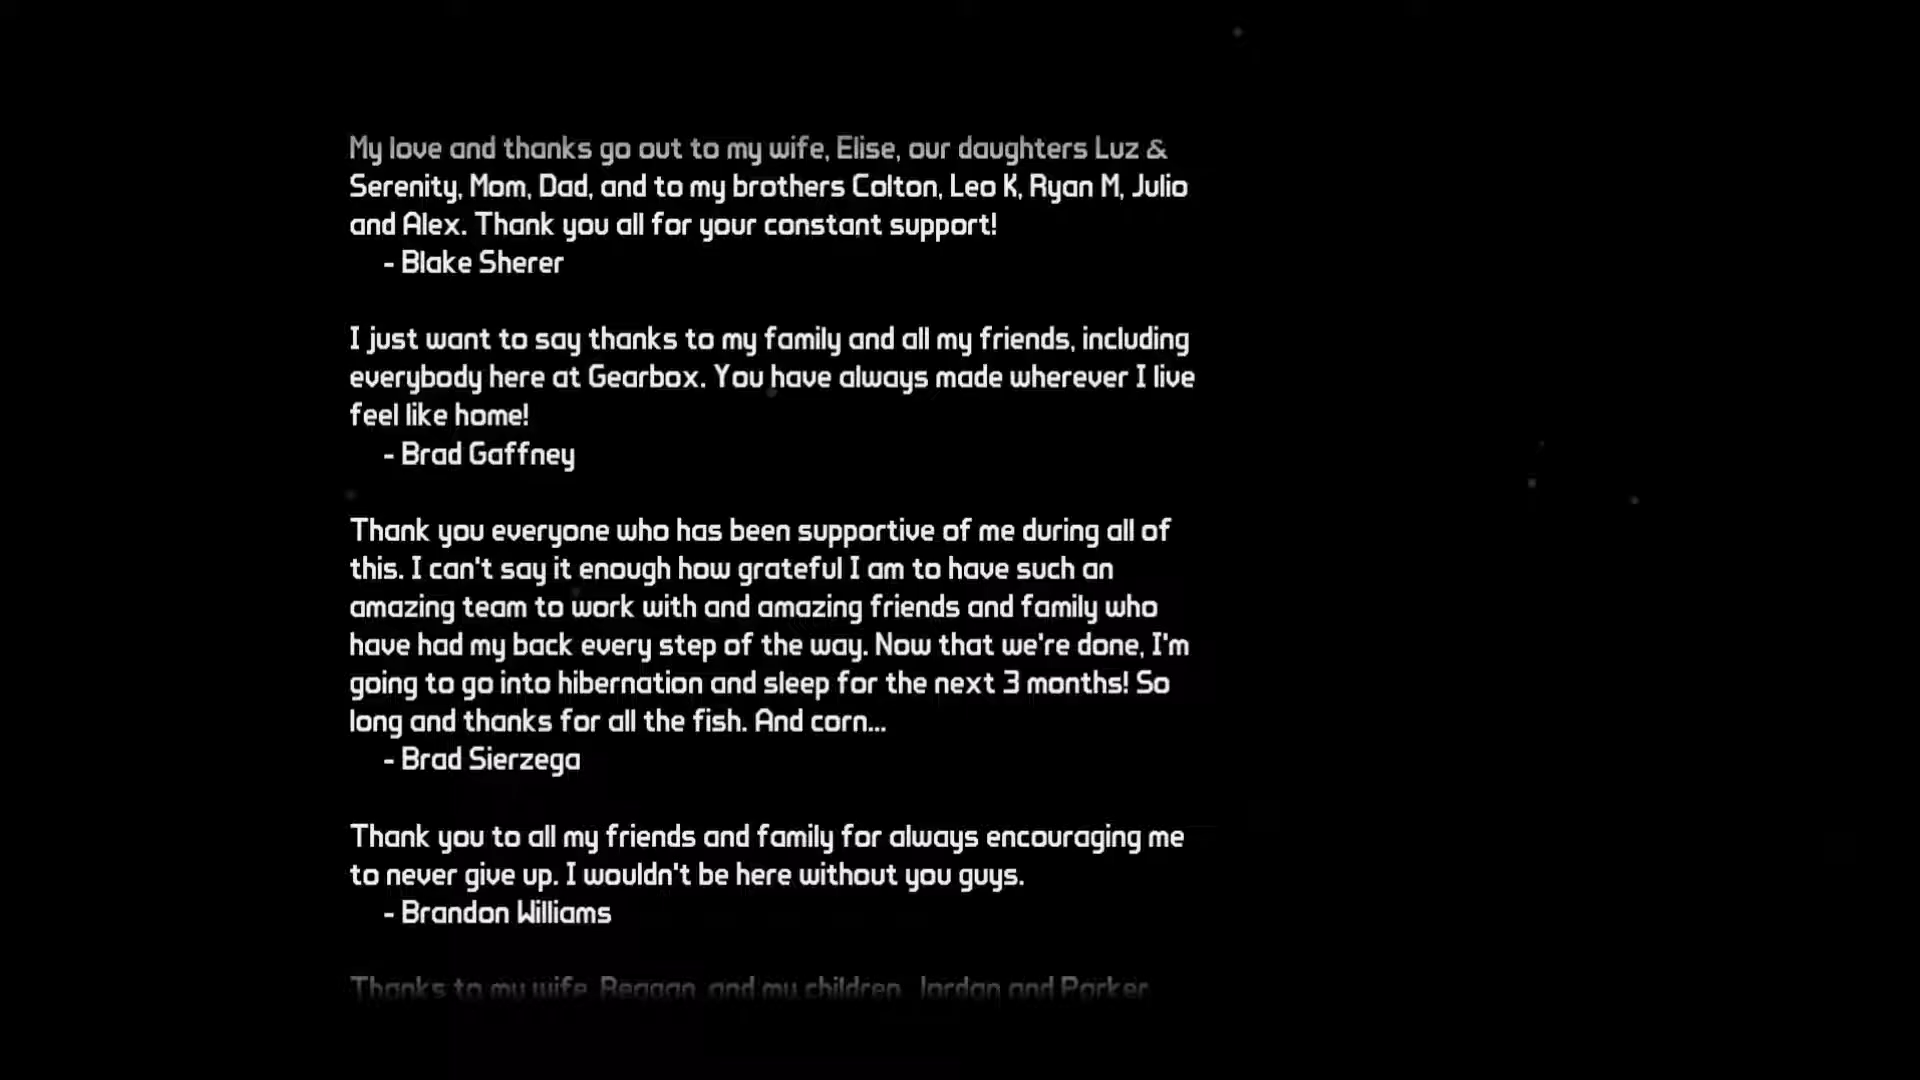 My love and thanks go out to my wife, Elise, our daughters Luz &
Serenity, Mom, Dad, and to my brothers Colton, Leo K, Ryan M, Julio
and Alex. Thank you all for your constant support!
- Blake Sherer
I just want to say thanks to my family and all my friends, including
everybody here at Gearbox. You have always made wherever I live
feel like home!
- Brad Gaffney
Thank you everyone who has been supportive of me during all of
this. I can't say it enough how grateful I am to have such an
amazing team to work with and amazing friends and family who
have had my back every step of the way. Now that we're done, I'm
going to go into hibernation and sleep for the next 3 months! So
long and thanks for all the fish. And corn...
- Brad Sierzega
Thank you to all my friends and family for always encouraging me
to never give up. I wouldn't be here without you guys.
- Brandon Williams
Thanks to my wife, Reagan, and my children, Jordan and Parker